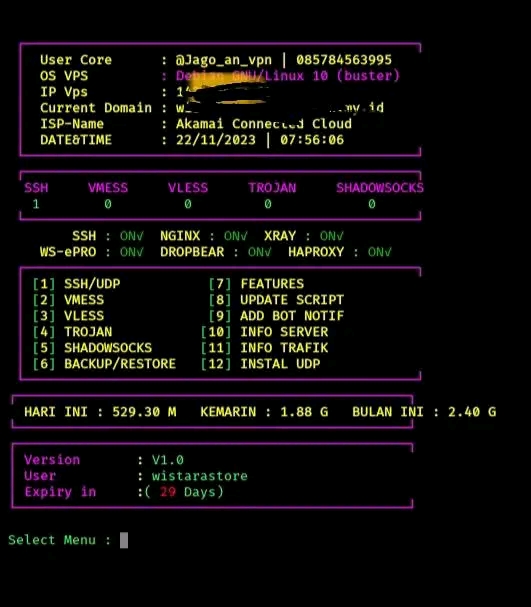 User Core : @Jago_an_vpn | 085784563995
OS VPS : Debian GNU/Linux 10 (buster)
IP Vps :
Current Domain :
ISP-Name : Akamai Connected Cloud
DATE&TIME : 22/11/2023 | 07:56:06
SSH VMESS VLESS TROJAN SHADOWSOCKS
1 0 0 0 0
SSH : ON√ NGINX : ON√ XRAY : ON√
WS-ePRO : ON√ DROPBEAR : ON√ HAPROXY : ON√
[1] SSH/UDP [7] FEATURES
[2] VMESS [8] UPDATE SCRIPT
[3] VLESS [9] ADD BOT NOTIF
[4] TROJAN [10] INFO SERVER
[5] SHADOWSOCKS [11] INFO TRAFIK
[6] BACKUP/RESTORE [12] INSTAL UDP
HARI INI : 529.30 M KEMARIN : 1.88 G BULAN INI : 2.40 G
Version : V1.0
User : wistarastore
Expiry in :( 29 Days)
Select Menu :